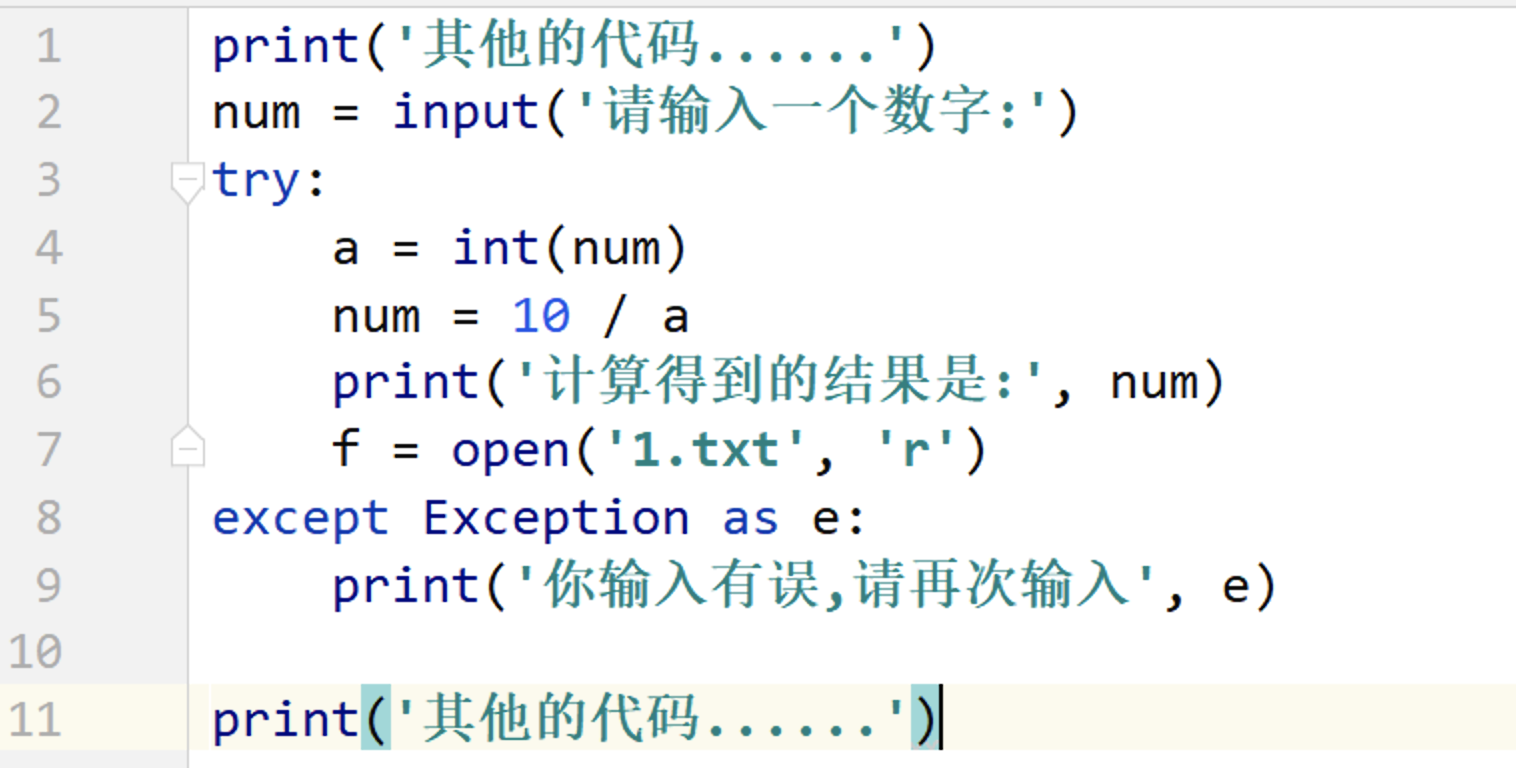 1 print('其他的代码......')
2 num = input('请输入一个数字:')
3 try:
4     a = int(num)
5     num = 10 / a
6     print('计算得到的结果是:', num)
7     f = open('1.txt', 'r')
8 except Exception as e:
9     print('你输入有误,请再次输入', e)
10
11 print('其他的代码......')